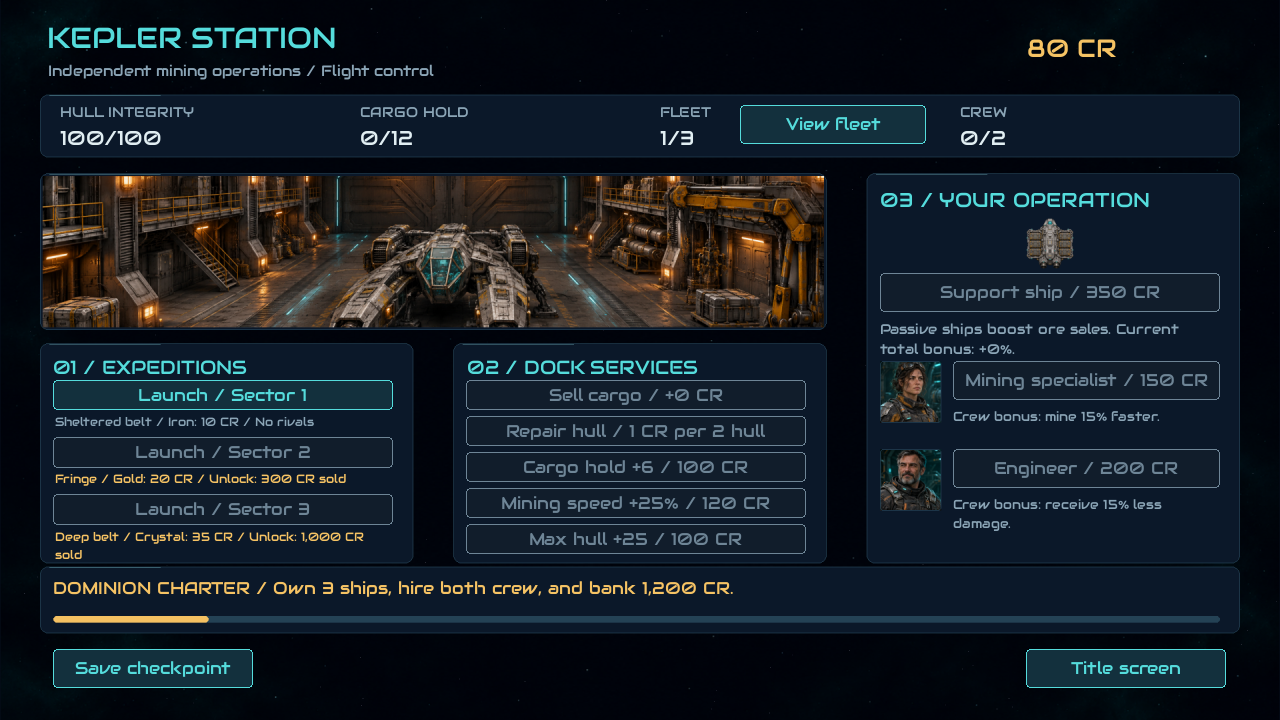 KEPLER STATION
Independent mining operations / Flight control
80 CR
HULL INTEGRITY
100/100
CARGO HOLD
0/12
FLEET
1/3
View fleet
CREW
0/2
03 / YOUR OPERATION
Support ship / 350 CR
Passive ships boost ore sales. Current
total bonus: +0%.
Mining specialist / 150 CR
Crew bonus: mine 15% faster.
Engineer / 200 CR
Crew bonus: receive 15% less
damage.
01 / EXPEDITIONS
Launch / Sector 1
Sheltered belt / Iron: 10 CR / No rivals
Launch / Sector 2
Fringe / Gold: 20 CR / Unlock: 300 CR sold
Launch / Sector 3
Deep belt / Crystal: 35 CR / Unlock: 1,000 CR
sold
02 / DOCK SERVICES
Sell cargo / +0 CR
Repair hull / 1 CR per 2 hull
Cargo hold +6 / 100 CR
Mining speed +25% / 120 CR
Max hull +25 / 100 CR
DOMINION CHARTER / Own 3 ships, hire both crew, and bank 1,200 CR.
Save checkpoint
Title screen